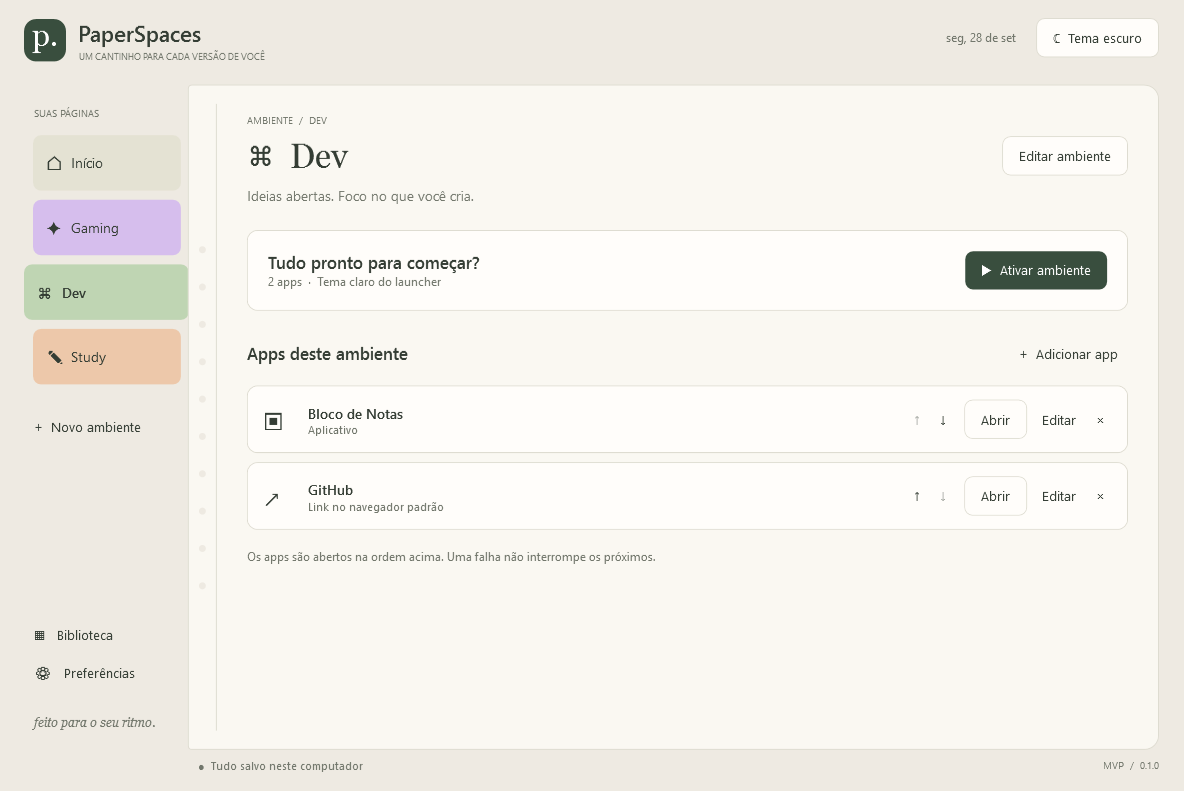 p.
PaperSpaces
UM CANTINHO PARA CADA VERSÃO DE VOCÊ
seg, 28 de set
☾ Tema escuro
SUAS PÁGINAS
Início
✦ Gaming
⌘ Dev
✎ Study
+ Novo ambiente
▦ Biblioteca
Preferências
feito para o seu ritmo.
AMBIENTE / DEV
⌘ Dev
Editar ambiente
Ideias abertas. Foco no que você cria.
Tudo pronto para começar?
2 apps · Tema claro do launcher
▶ Ativar ambiente
Apps deste ambiente
+ Adicionar app
▣ Bloco de Notas
Aplicativo
↑ ↓ Abrir Editar ×
↗ GitHub
Link no navegador padrão
↑ ↓ Abrir Editar ×
Os apps são abertos na ordem acima. Uma falha não interrompe os próximos.
● Tudo salvo neste computador
MVP / 0.1.0